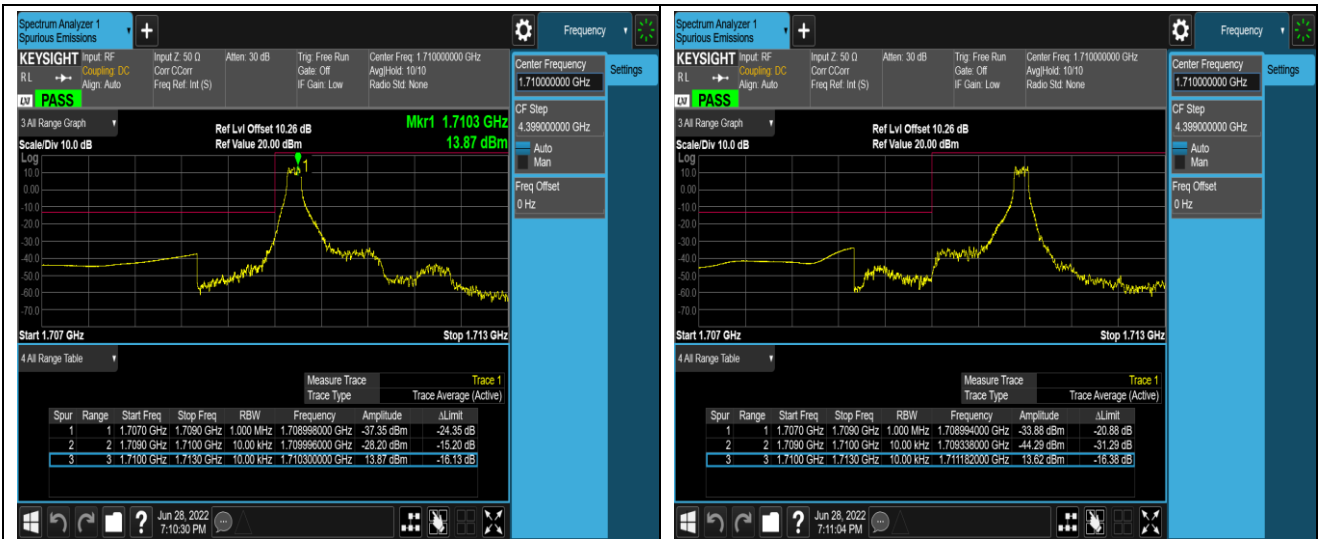 Spectrum Analyzer 1
Spurious Emissions
Frequency
KEYSIGHT Input: RF
RL Coupling: DC
Align: Auto
Input Z: 50 Ω
Corr CCorr
Freq Ref: Int (S)
Atten: 30 dB
Trig: Free Run
Gate: Off
IF Gain: Low
Center Freq: 1.710000000 GHz
Avg|Hold: 10/10
Radio Std: None
LXI PASS
Center Frequency
1.710000000 GHz
Settings
CF Step
4.399000000 GHz
Auto
Man
Freq Offset
0 Hz
3 All Range Graph
Ref Lvl Offset 10.26 dB
Mkr1 1.7103 GHz
Scale/Div 10.0 dB
Ref Value 20.00 dBm
13.87 dBm
Log
1
10.0
0.00
-10.0
-20.0
-30.0
-40.0
-50.0
-60.0
-70.0
Start 1.707 GHz
Stop 1.713 GHz
4 All Range Table
Measure Trace Trace 1
Trace Type Trace Average (Active)
Spur Range Start Freq Stop Freq RBW Frequency Amplitude ΔLimit
1 1 1.7070 GHz 1.7090 GHz 1.000 MHz 1.708998000 GHz -37.35 dBm -24.35 dB
2 2 1.7090 GHz 1.7100 GHz 10.00 kHz 1.709996000 GHz -28.20 dBm -15.20 dB
3 3 1.7100 GHz 1.7130 GHz 10.00 kHz 1.710300000 GHz 13.87 dBm -16.13 dB
Jun 28, 2022
7:10:30 PM
Spectrum Analyzer 1
Spurious Emissions
Frequency
KEYSIGHT Input: RF
RL Coupling: DC
Align: Auto
Input Z: 50 Ω
Corr CCorr
Freq Ref: Int (S)
Atten: 30 dB
Trig: Free Run
Gate: Off
IF Gain: Low
Center Freq: 1.710000000 GHz
Avg|Hold: 10/10
Radio Std: None
LXI PASS
Center Frequency
1.710000000 GHz
Settings
CF Step
4.399000000 GHz
Auto
Man
Freq Offset
0 Hz
3 All Range Graph
Ref Lvl Offset 10.26 dB
Scale/Div 10.0 dB
Ref Value 20.00 dBm
Log
10.0
0.00
-10.0
-20.0
-30.0
-40.0
-50.0
-60.0
-70.0
Start 1.707 GHz
Stop 1.713 GHz
4 All Range Table
Measure Trace Trace 1
Trace Type Trace Average (Active)
Spur Range Start Freq Stop Freq RBW Frequency Amplitude ΔLimit
1 1 1.7070 GHz 1.7090 GHz 1.000 MHz 1.708994000 GHz -33.88 dBm -20.88 dB
2 2 1.7090 GHz 1.7100 GHz 10.00 kHz 1.709338000 GHz -44.29 dBm -31.29 dB
3 3 1.7100 GHz 1.7130 GHz 10.00 kHz 1.711182000 GHz 13.62 dBm -16.38 dB
Jun 28, 2022
7:11:04 PM